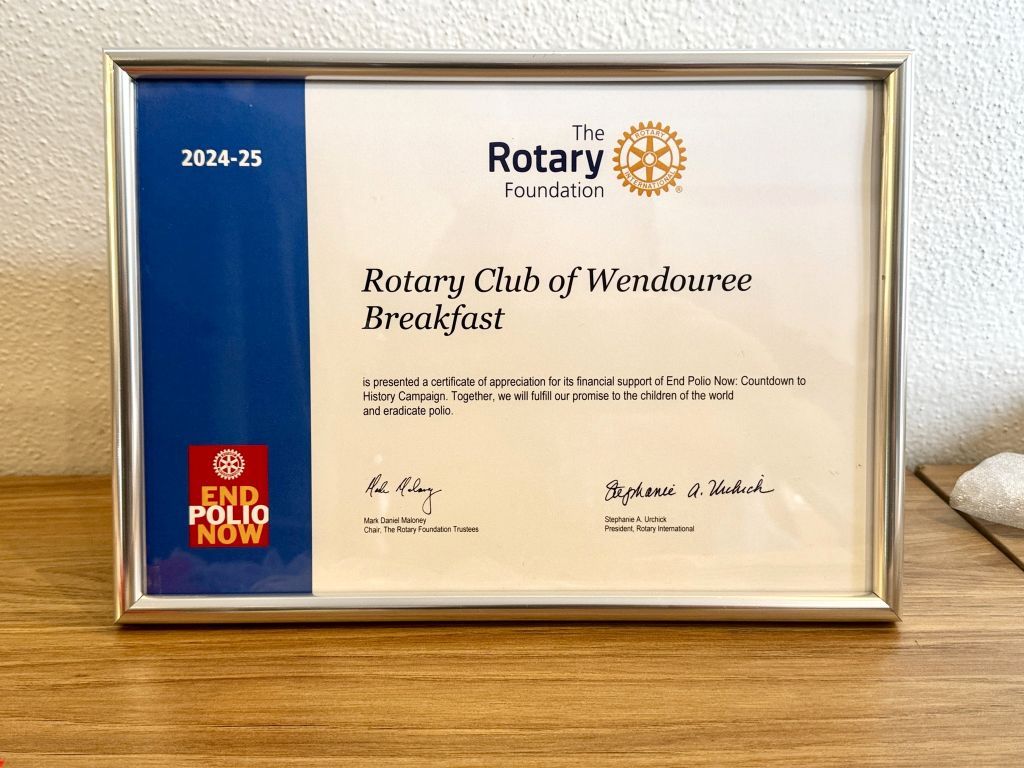 2024-25
The
Rotary
Foundation
ROTARY
INTERNATIONAL
®
Rotary Club of Wendouree
Breakfast
is presented a certificate of appreciation for its financial support of End Polio Now: Countdown to
History Campaign. Together, we will fulfill our promise to the children of the world
and eradicate polio.
END
POLIO
NOW
Stephanie A. Urchick
Mark Daniel Maloney
Chair, The Rotary Foundation Trustees
Stephanie A. Urchick
President, Rotary International